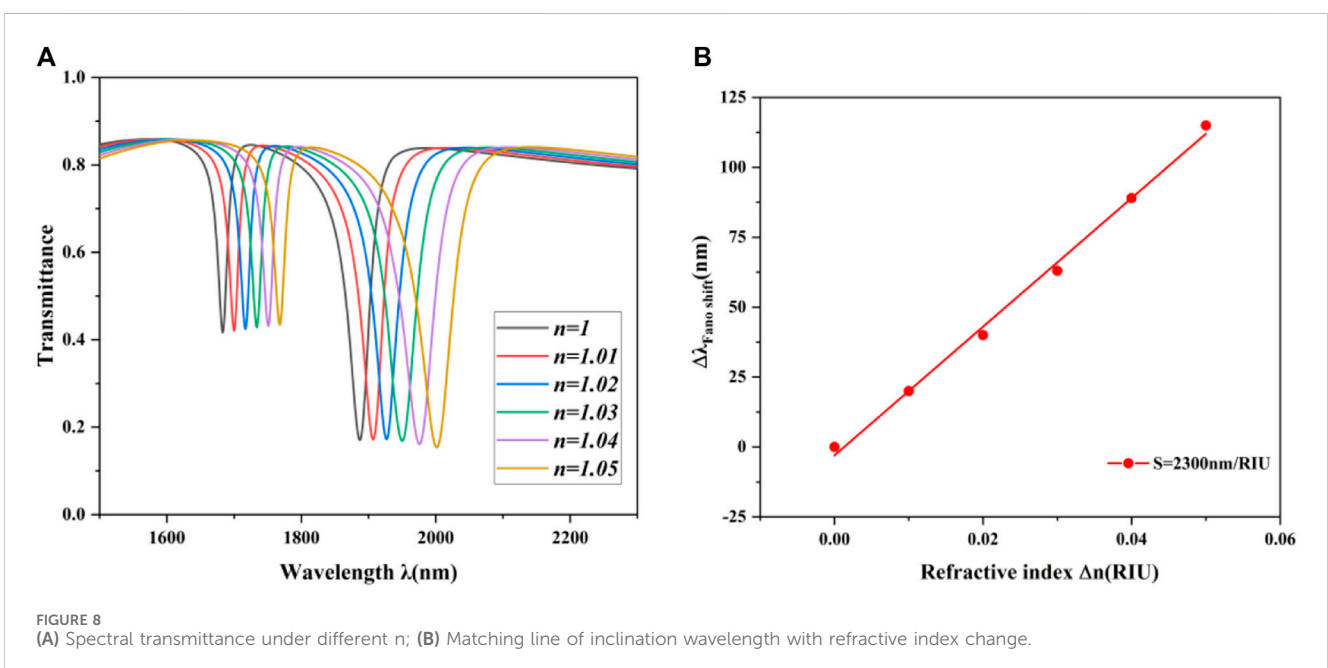 A
1.0
0.8
0.6
0.4
0.2
0.0
Transmittance
1600
1800
2000
2200
Wavelength λ(nm)
n=1
n=1.01
n=1.02
n=1.03
n=1.04
n=1.05
B
125
100
75
50
25
0
-25
Δλ_Fano shift(nm)
0.00
0.02
0.04
0.06
Refractive index Δn(RIU)
S=2300nm/RIU
FIGURE 8
(A) Spectral transmittance under different n; (B) Matching line of inclination wavelength with refractive index change.